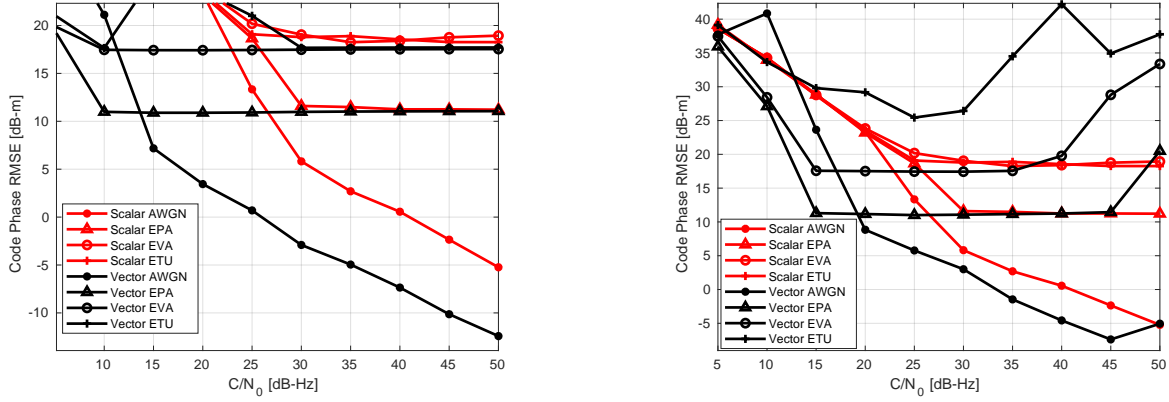 20
15
10
5
0
-5
-10
Code Phase RMSE [dB-m]
Scalar AWGN
Scalar EPA
Scalar EVA
Scalar ETU
Vector AWGN
Vector EPA
Vector EVA
Vector ETU
10 15 20 25 30 35 40 45 50
C/N0 [dB-Hz]
40
35
30
25
20
15
10
5
0
-5
Code Phase RMSE [dB-m]
Scalar AWGN
Scalar EPA
Scalar EVA
Scalar ETU
Vector AWGN
Vector EPA
Vector EVA
Vector ETU
5 10 15 20 25 30 35 40 45 50
C/N0 [dB-Hz]